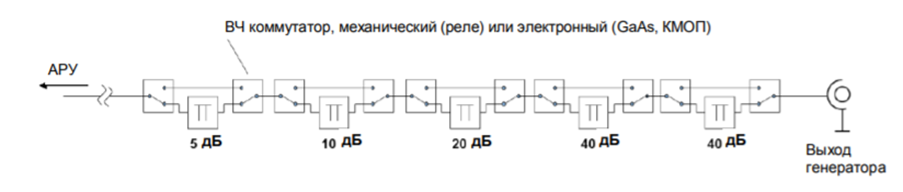 ВЧ коммутатор, механический (реле) или электронный (GaAs, КМОП)
АРУ
5 дБ
10 дБ
20 дБ
40 дБ
40 дБ
Выход
генератора